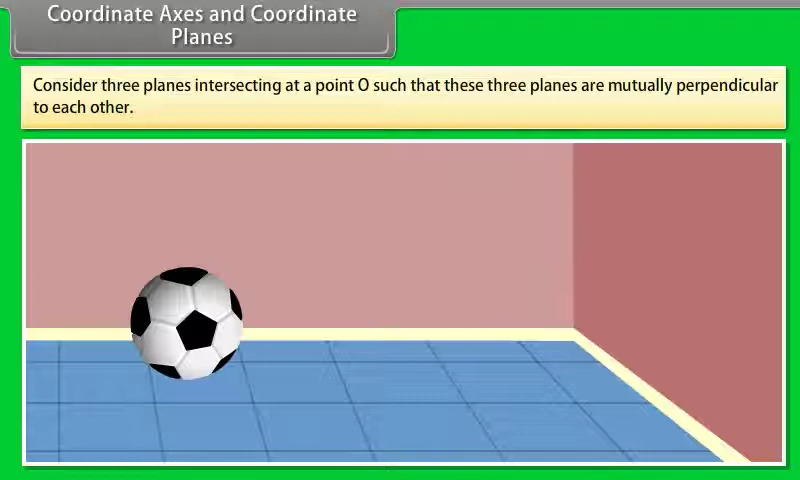 Coordinate Axes and Coordinate
Planes
Consider three planes intersecting at a point O such that these three planes are mutually perpendicular
to each other.